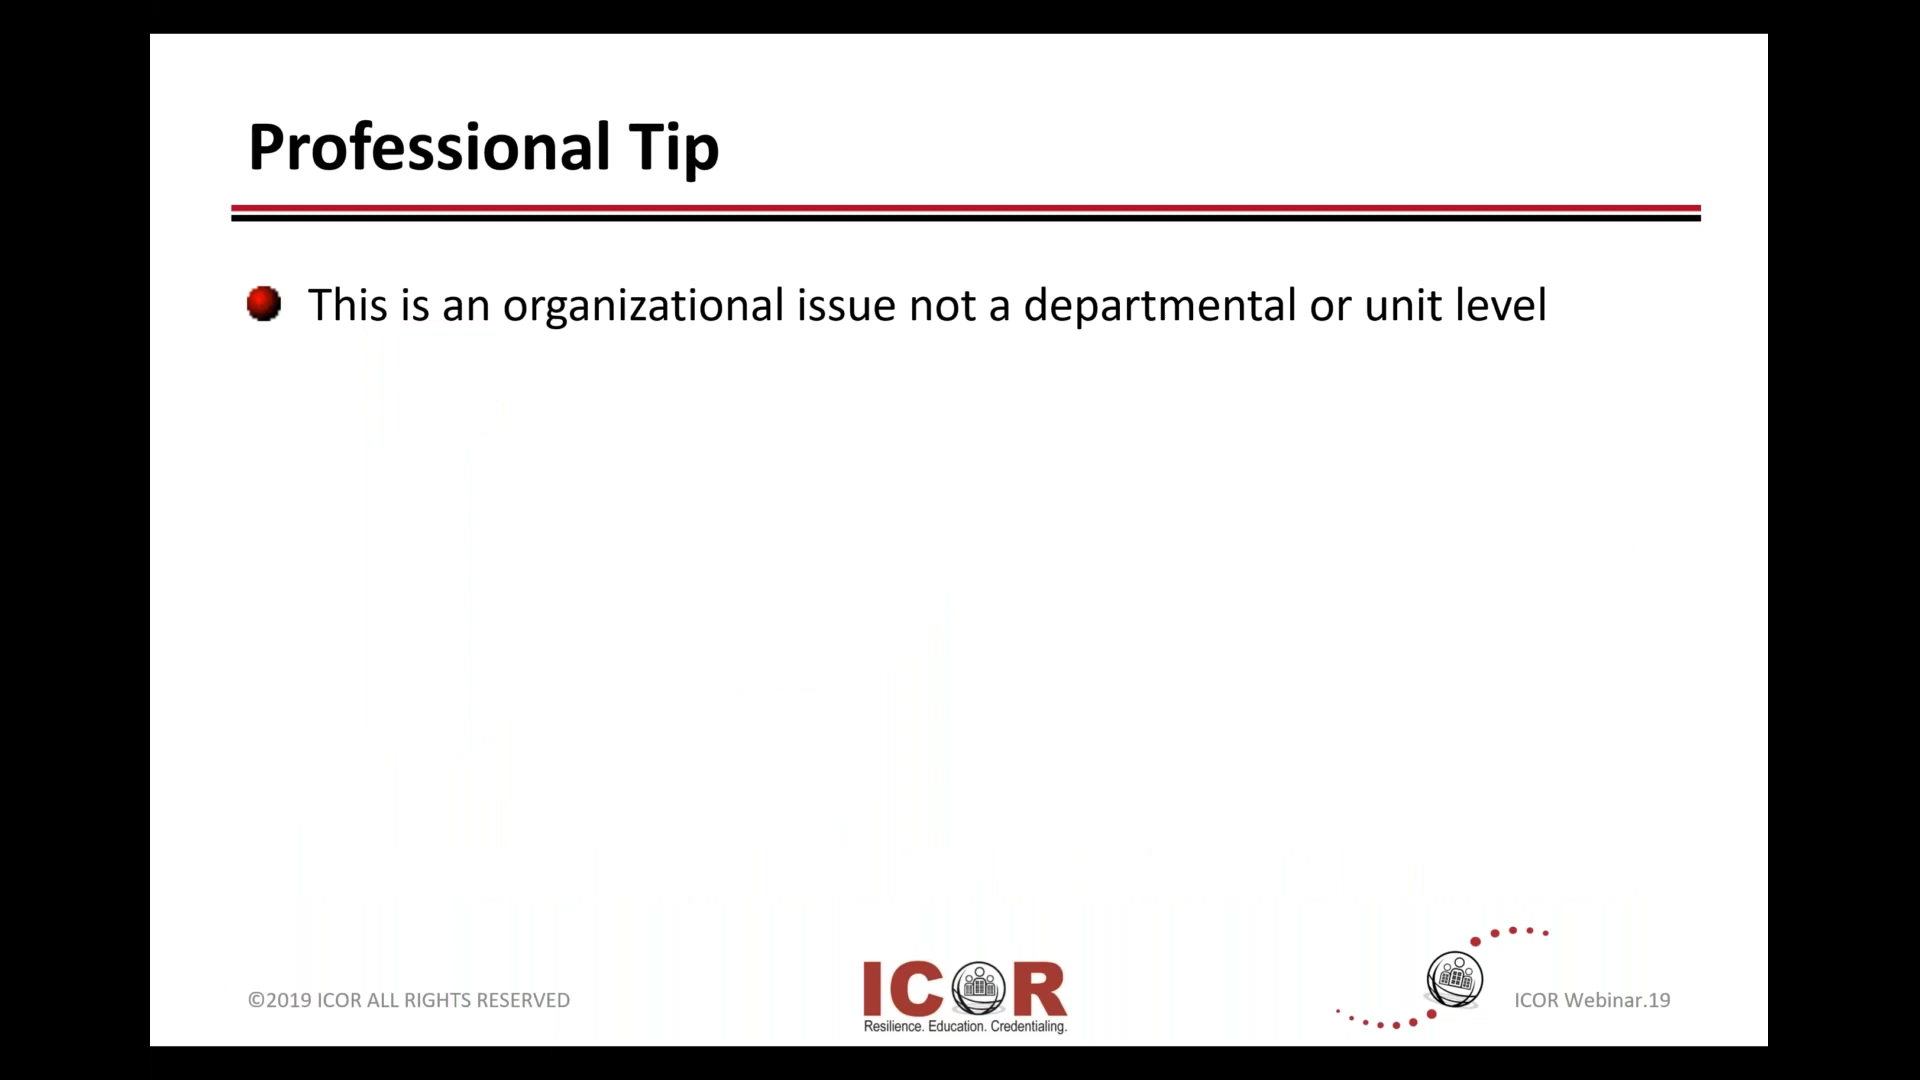 Professional Tip
This is an organizational issue not a departmental or unit level
©2019 ICOR ALL RIGHTS RESERVED
ICOR
Resilience. Education. Credentialing.
ICOR Webinar.19